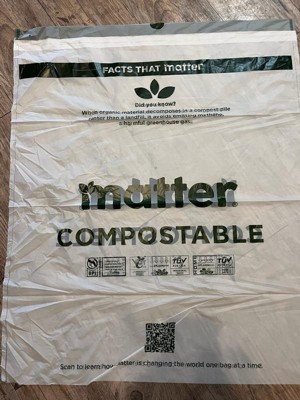 FACTS THAT matter
Did you know?
When organic material decomposes in a compost pile
rather than a landfill, it avoids emitting methane,
a harmful greenhouse gas.
matter
COMPOSTABLE
TÜV
TÜV
Scan to learn how matter is changing the world one bag at a time.